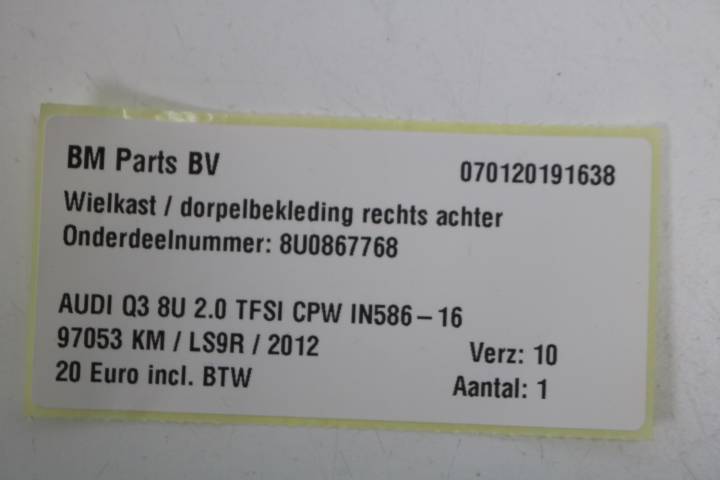 BM Parts BV 070120191638
Wielkast / dorpelbekleding rechts achter
Onderdeelnummer: 8U0867768
AUDI Q3 8U 2.0 TFSI CPW IN586-16
97053 KM / LS9R / 2012 Verz: 10
20 Euro incl. BTW Aantal: 1